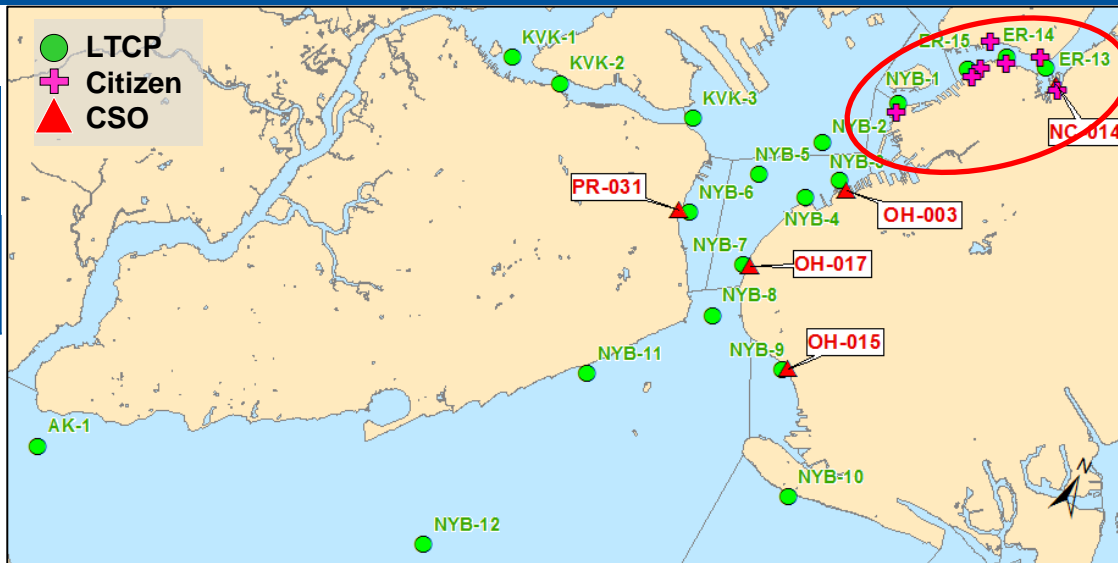 LTCP
Citizen
CSO
KVK-1
KVK-2
KVK-3
ER-15
ER-14
ER-13
NYB-1
NC-014
NYB-2
NYB-3
NYB-5
NYB-6
PR-031
NYB-4
OH-003
NYB-7
OH-017
NYB-8
OH-015
NYB-9
NYB-11
AK-1
NYB-10
NYB-12
N